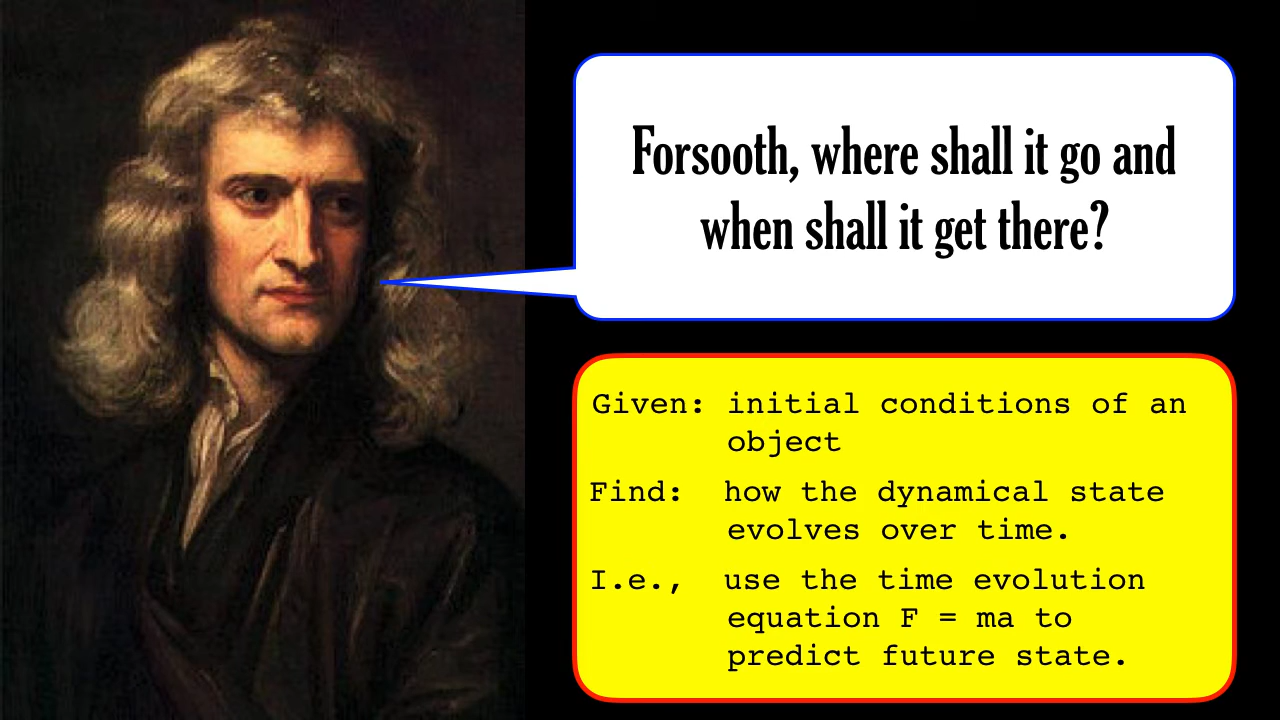 Forsooth, where shall it go and
when shall it get there?
Given: initial conditions of an
object
Find: how the dynamical state
evolves over time.
I.e., use the time evolution
equation F = ma to
predict future state.